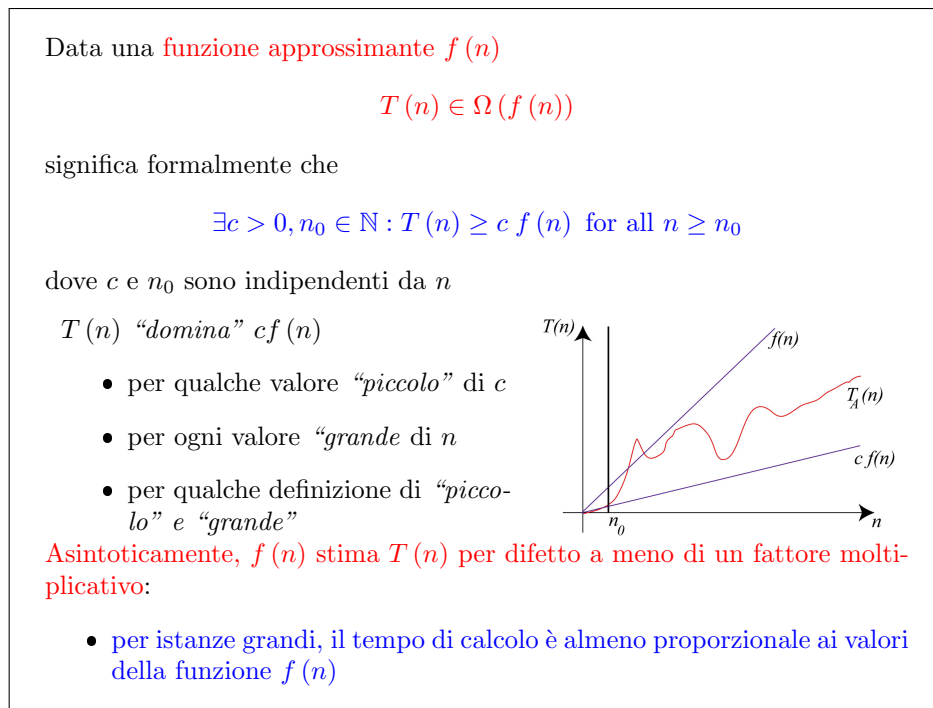 Data una funzione approssimante f (n)
T (n) ∈ Ω (f (n))
significa formalmente che
∃c > 0, n₀ ∈ ℕ : T (n) ≥ c f (n) for all n ≥ n₀
dove c e n₀ sono indipendenti da n
T (n) “domina” cf (n)
• per qualche valore “piccolo” di c
• per ogni valore “grande di n
• per qualche definizione di “picco-
lo” e “grande”
T(n)
f(n)
T_A(n)
c f(n)
n₀
n
Asintoticamente, f (n) stima T (n) per difetto a meno di un fattore molti-
plicativo:
• per istanze grandi, il tempo di calcolo è almeno proporzionale ai valori
della funzione f (n)